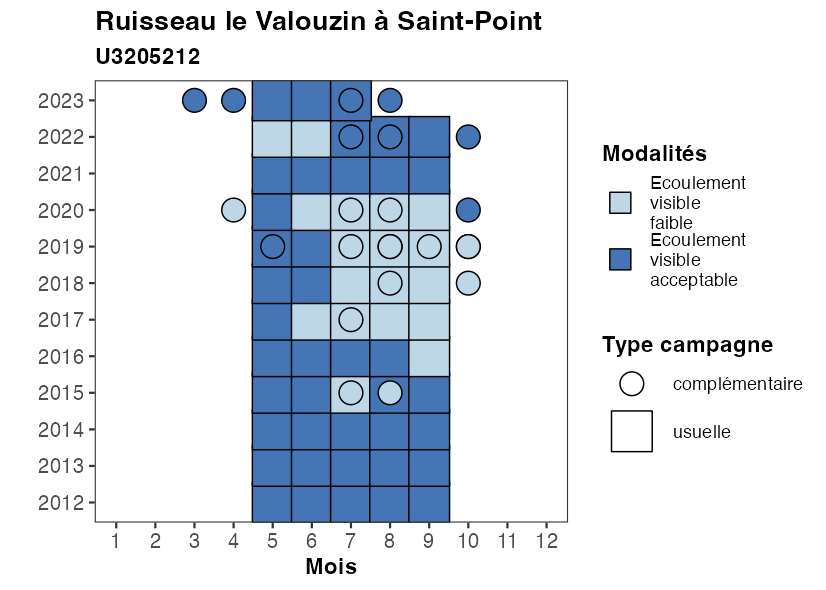 Ruisseau le Valouzin à Saint-Point
U3205212
2023
2022
2021
2020
2019
2018
2017
2016
2015
2014
2013
2012
1 2 3 4 5 6 7 8 9 10 11 12
Mois
Modalités
Ecoulement
visible
faible
Ecoulement
visible
acceptable
Type campagne
complémentaire
usuelle